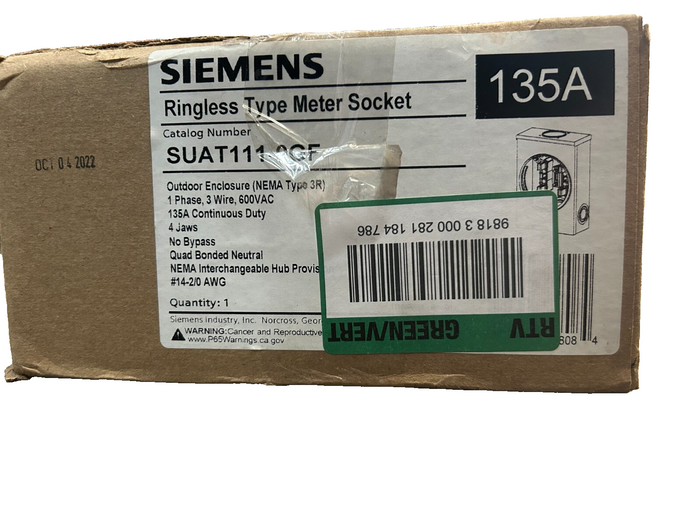 SIEMENS
135A
Ringless Type Meter Socket
Catalog Number
OCT 04 2022
Outdoor Enclosure (NEMA Type 3R)
1 Phase, 3 Wire, 600VAC
135A Continuous Duty
4 Jaws
No Bypass
Quad Bonded Neutral
NEMA Interchangeable Hub
#14-2/0 AWG
Quantity: 1
Siemens industry, Inc. Norcross,
WARNING: Cancer and Reproductive
www.P65Warnings.ca.gov
9818 3 000 281 184 786
RTV GREEN/VERT
4